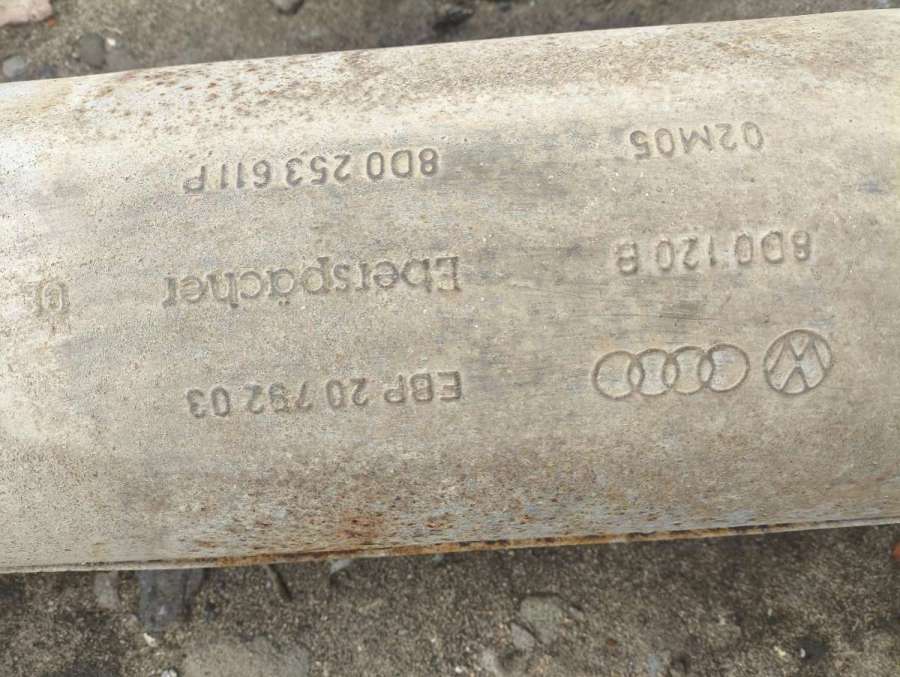 EBP 20 792 03
8D0 120 B
Eberspächer
02M05
8D0 253 611 P